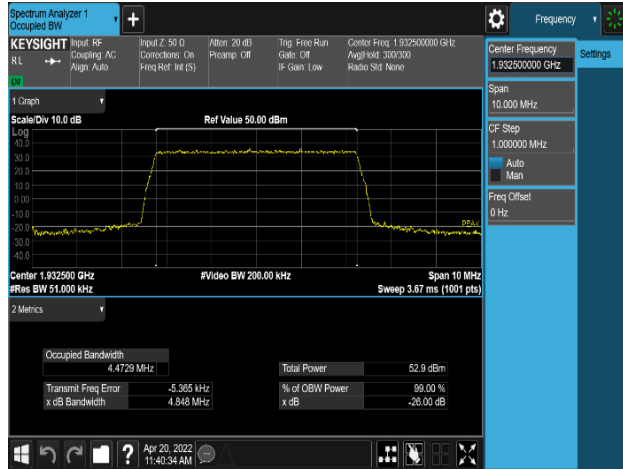 Spectrum Analyzer 1
Occupied BW
Frequency
KEYSIGHT
RL
Input: RF
Coupling: AC
Align: Auto
Input Z: 50 Ω
Corrections: On
Freq Ref: Int (S)
Atten: 20 dB
Preamp: Off
Trig: Free Run
Gate: Off
IF Gain: Low
Center Freq: 1.932500000 GHz
Avg|Hold: 300/300
Radio Std: None
Center Frequency
1.932500000 GHz
Settings
Span
10.000 MHz
CF Step
1.000000 MHz
Auto
Man
Freq Offset
0 Hz
1 Graph
Scale/Div 10.0 dB
Ref Value 50.00 dBm
Log
40.0
30.0
20.0
10.0
0.00
-10.0
-20.0
-30.0
-40.0
PEAK
Center 1.932500 GHz
#Video BW 200.00 kHz
Span 10 MHz
#Res BW 51.000 kHz
Sweep 3.67 ms (1001 pts)
2 Metrics
Occupied Bandwidth
4.4729 MHz
Total Power 52.9 dBm
Transmit Freq Error -5.365 kHz
% of OBW Power 99.00 %
x dB Bandwidth 4.848 MHz
x dB -26.00 dB
Apr 20, 2022
11:40:34 AM